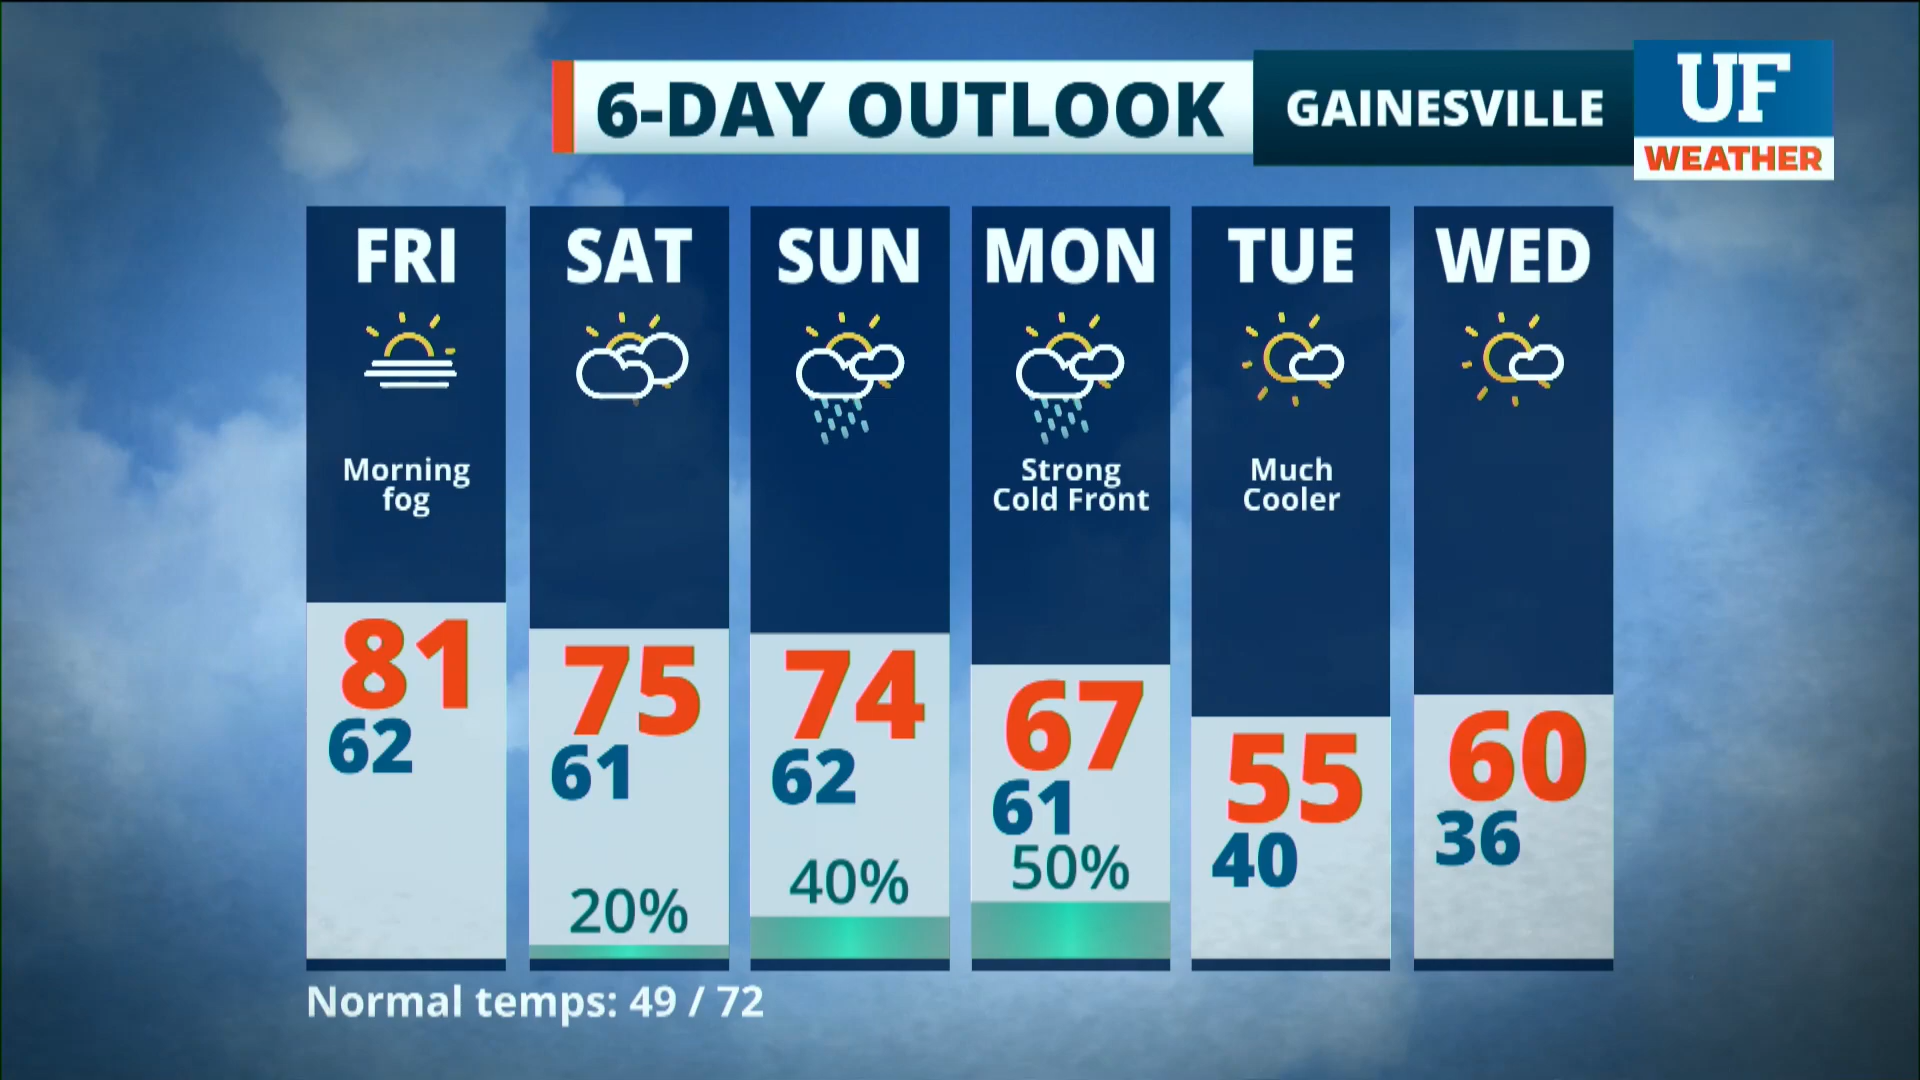 6-DAY OUTLOOK
GAINESVILLE
UF
WEATHER
FRI
Morning
fog
81
62
SAT
75
61
20%
SUN
74
62
40%
MON
Strong
Cold Front
67
61
50%
TUE
Much
Cooler
55
40
WED
60
36
Normal temps: 49 / 72